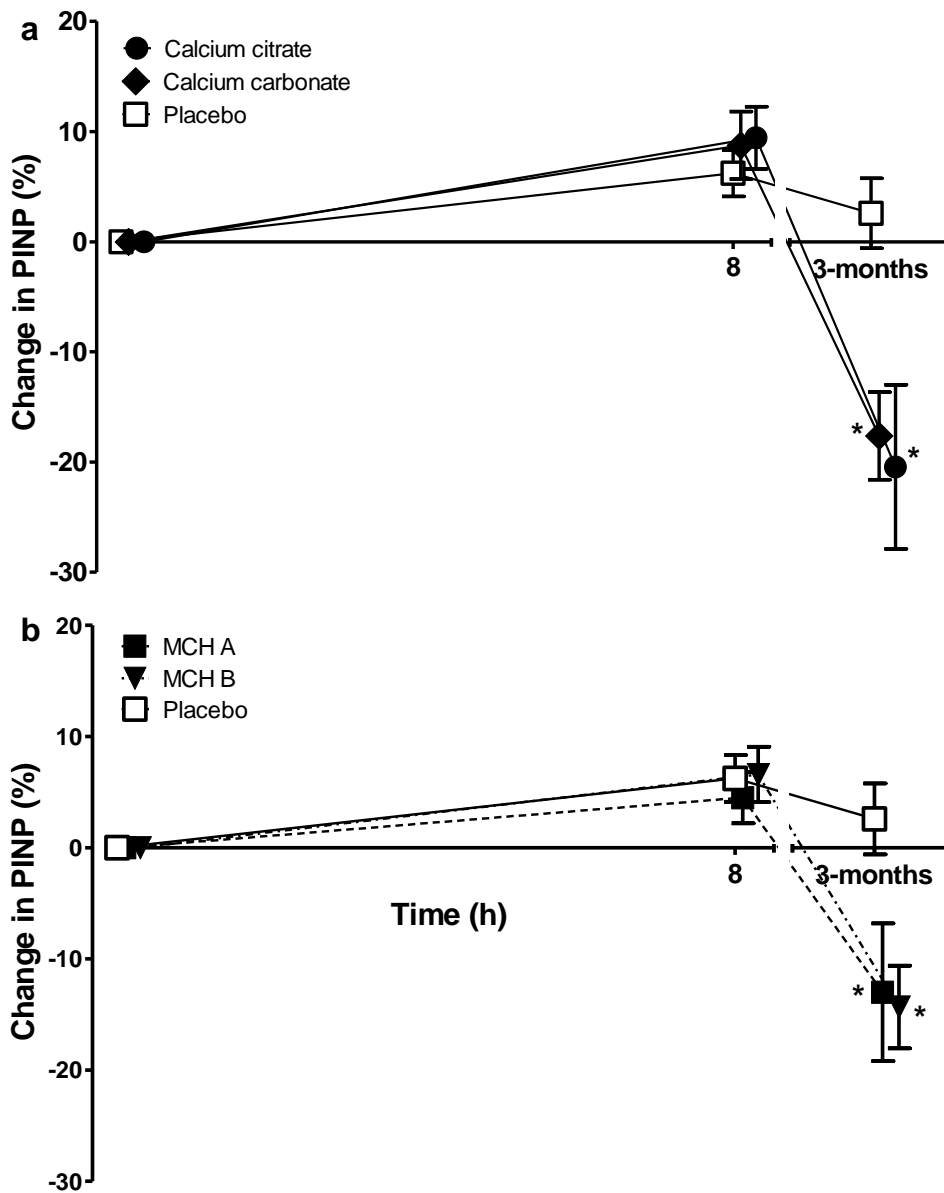 a
20
10
0
-10
-20
-30
Change in PINP (%)
Calcium citrate
Calcium carbonate
Placebo
8
3-months
*
*
b
20
10
0
-10
-20
-30
Change in PINP (%)
MCH A
MCH B
Placebo
8
3-months
Time (h)
*
*